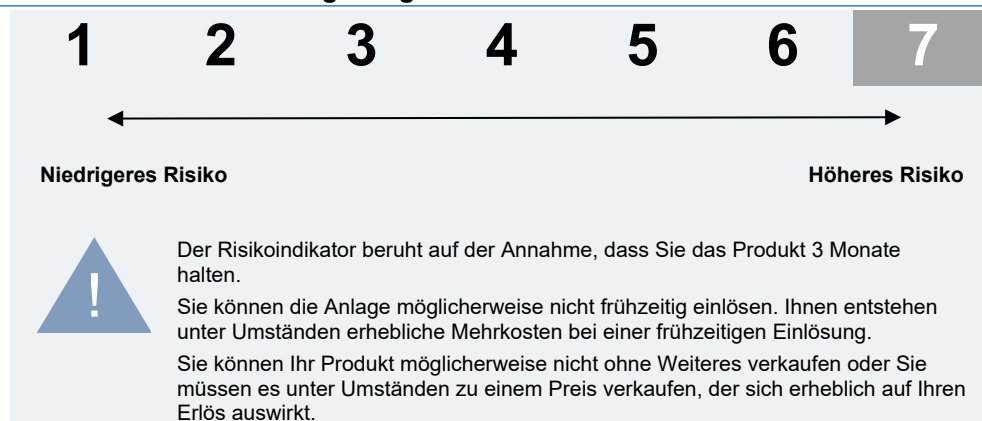 1 2 3 4 5 6 7
Niedrigeres Risiko Höheres Risiko
!
Der Risikoindikator beruht auf der Annahme, dass Sie das Produkt 3 Monate
halten.
Sie können die Anlage möglicherweise nicht frühzeitig einlösen. Ihnen entstehen
unter Umständen erhebliche Mehrkosten bei einer frühzeitigen Einlösung.
Sie können Ihr Produkt möglicherweise nicht ohne Weiteres verkaufen oder Sie
müssen es unter Umständen zu einem Preis verkaufen, der sich erheblich auf Ihren
Erlös auswirkt.